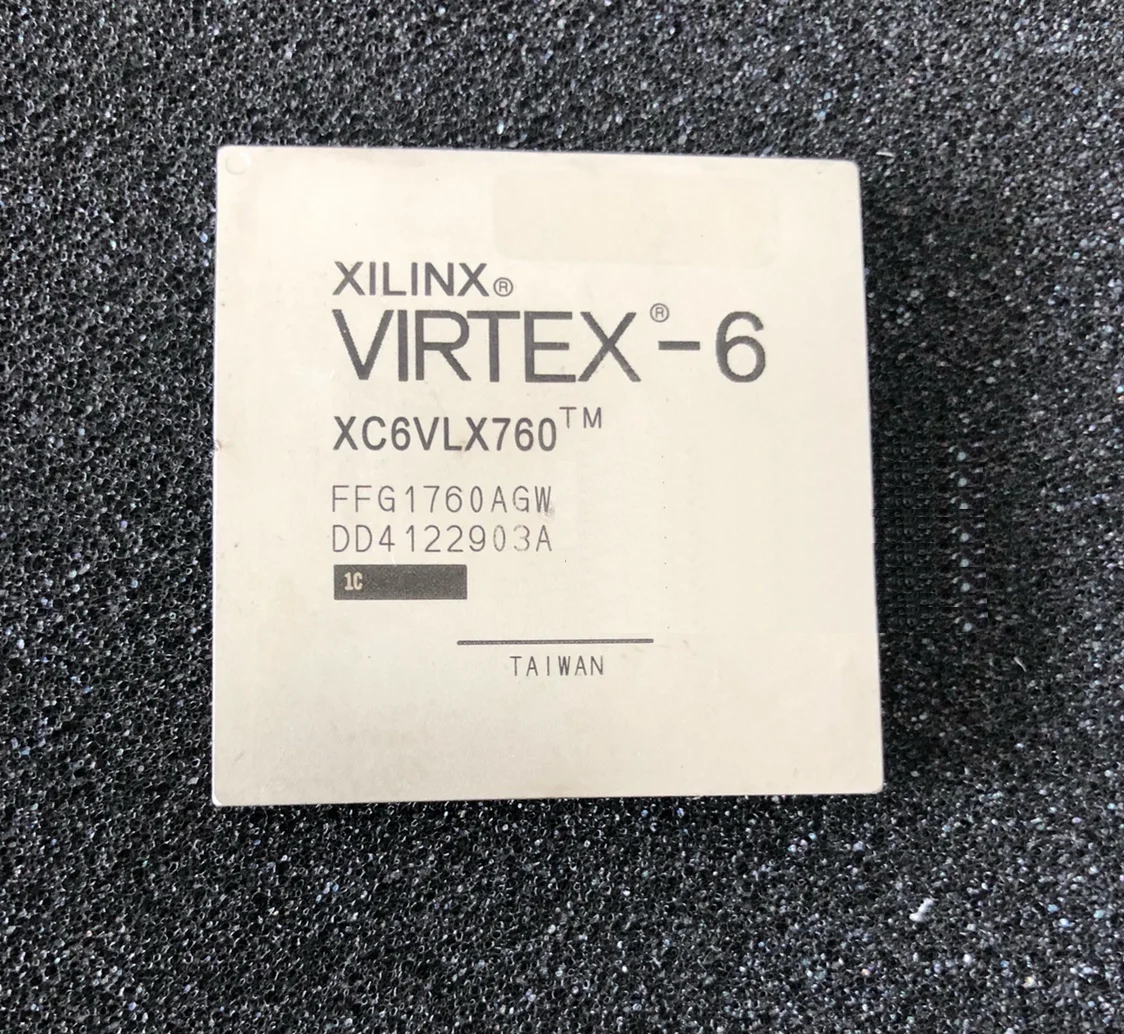 XILINX®
VIRTEX®-6
XC6VLX760™
FFG1760AGW
DD4122903A
1C
TAIWAN